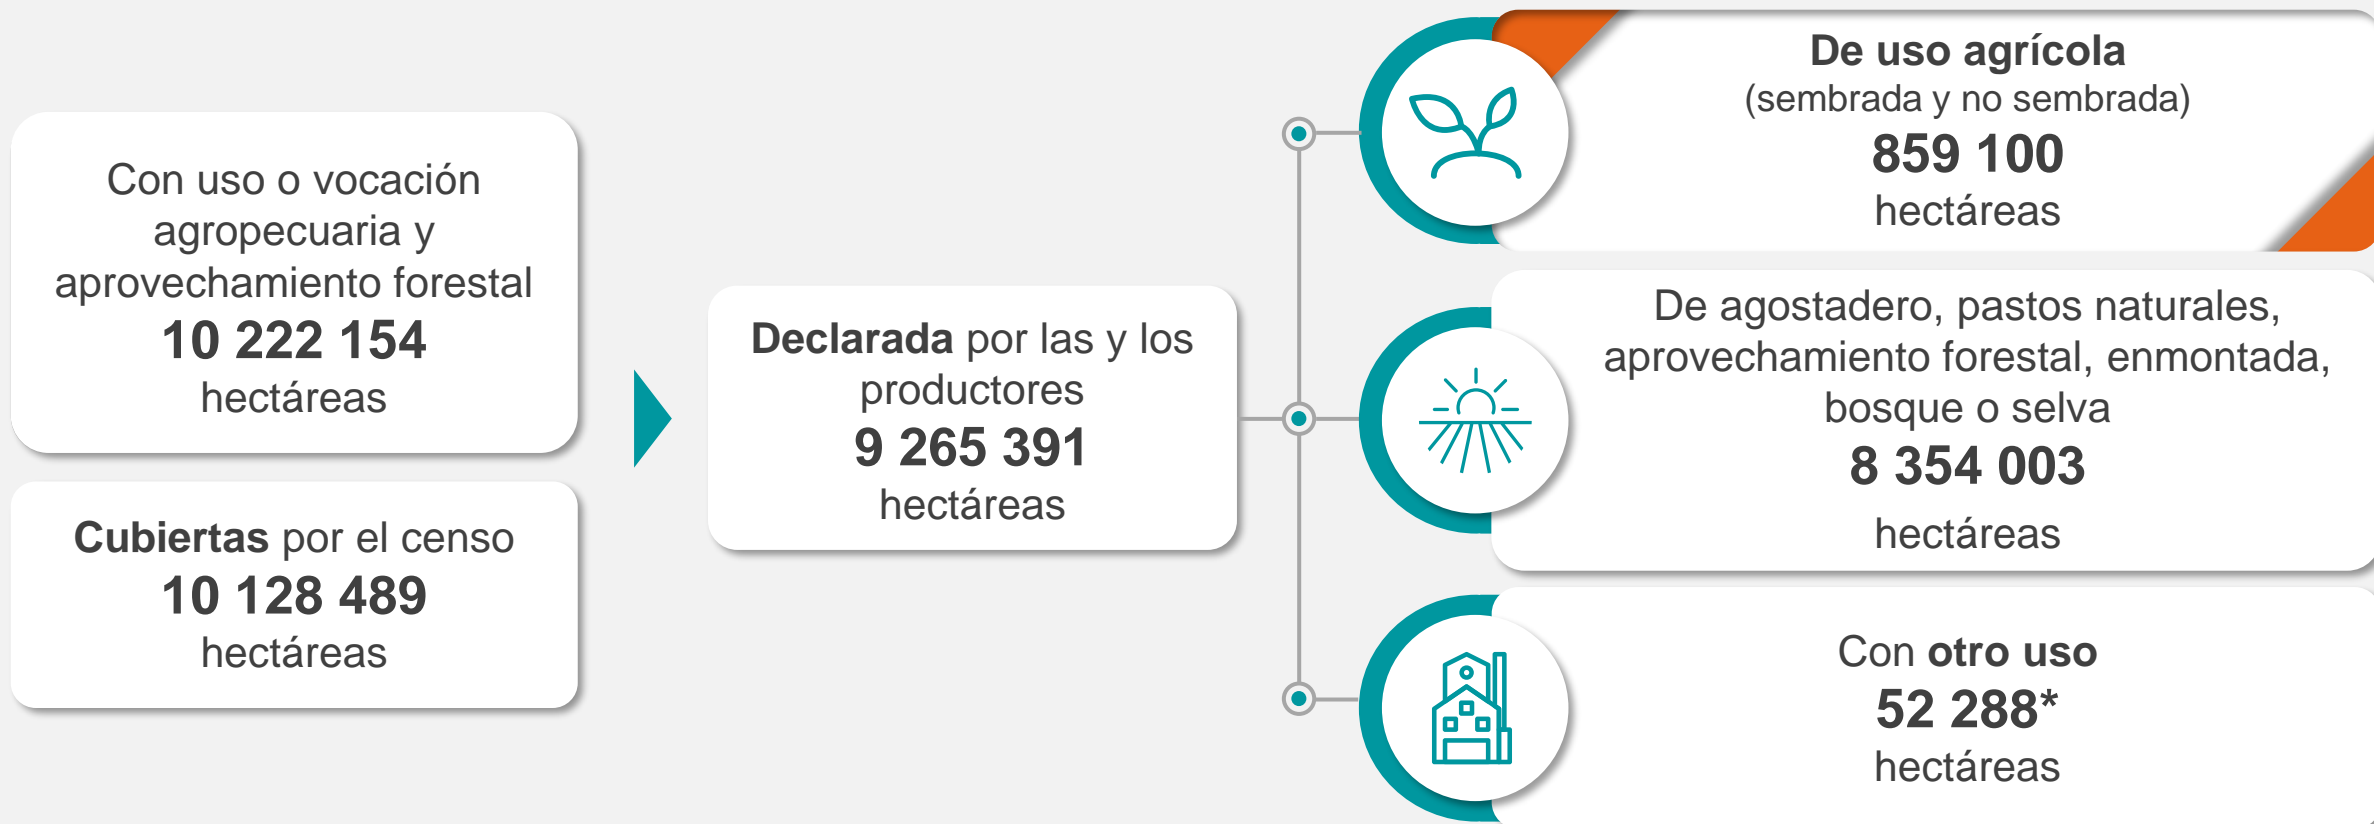 Con uso o vocación
agropecuaria y
aprovechamiento forestal
10 222 154
hectáreas
Cubiertas por el censo
10 128 489
hectáreas
Declarada por las y los
productores
9 265 391
hectáreas
De uso agrícola
(sembrada y no sembrada)
859 100
hectáreas
De agostadero, pastos naturales,
aprovechamiento forestal, enmontada,
bosque o selva
8 354 003
hectáreas
Con otro uso
52 288*
hectáreas